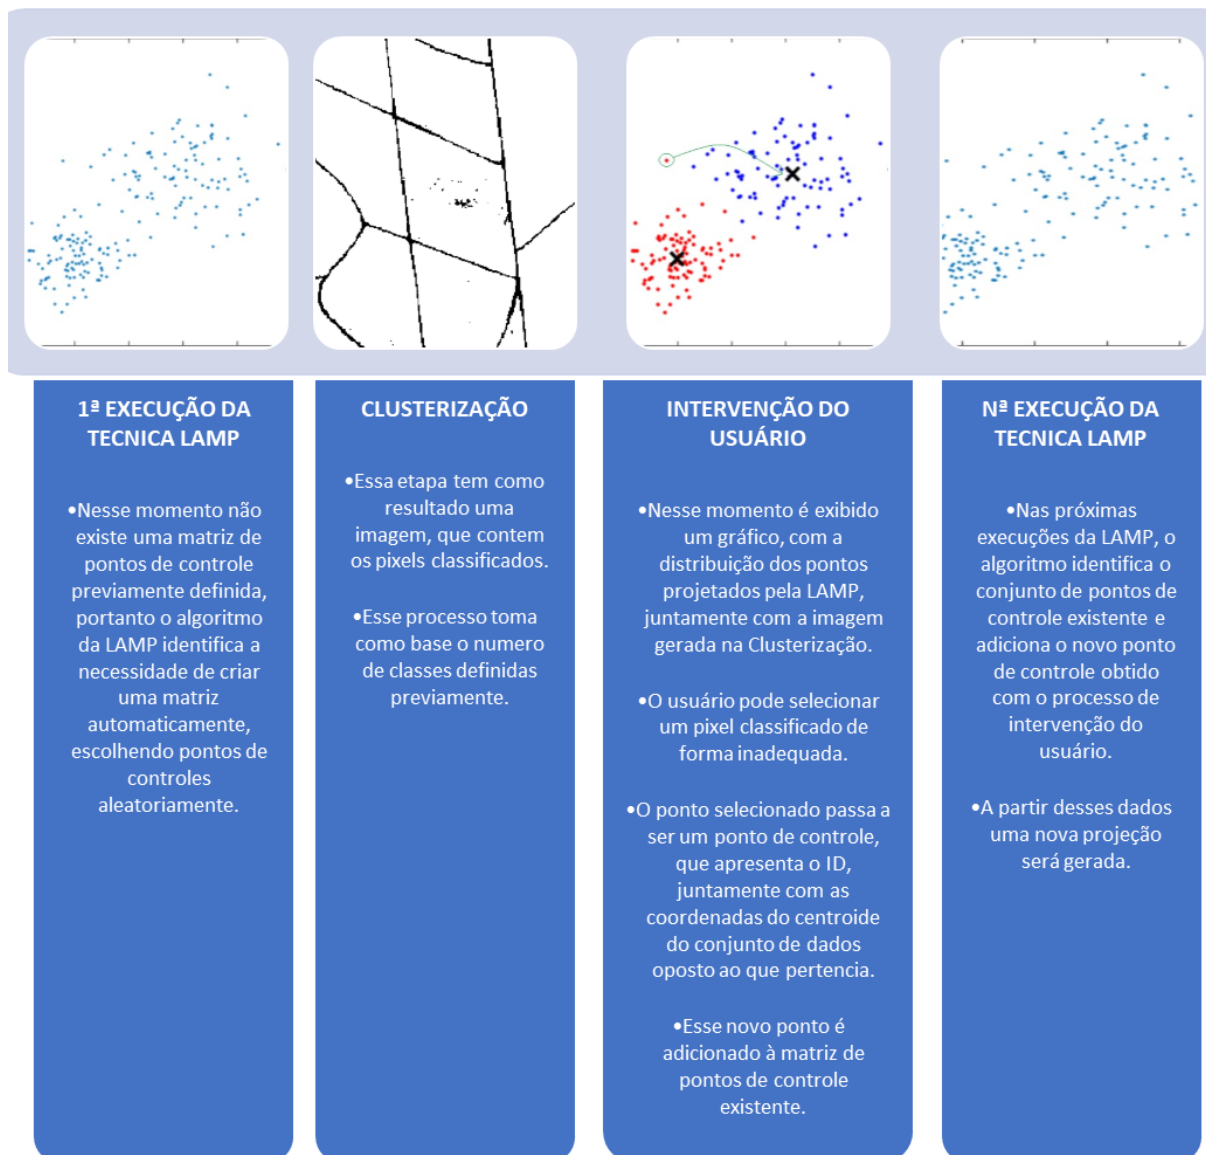 1ª EXECUÇÃO DA
TECNICA LAMP
•Nesse momento não
existe uma matriz de
pontos de controle
previamente definida,
portanto o algoritmo
da LAMP identifica a
necessidade de criar
uma matriz
automaticamente,
escolhendo pontos de
controles
aleatoriamente.
CLUSTERIZAÇÃO
•Essa etapa tem como
resultado uma
imagem, que contem
os pixels classificados.
•Esse processo toma
como base o numero
de classes definidas
previamente.
INTERVENÇÃO DO
USUÁRIO
•Nesse momento é exibido
um gráfico, com a
distribuição dos pontos
projetados pela LAMP,
juntamente com a imagem
gerada na Clusterização.
•O usuário pode selecionar
um pixel classificado de
forma inadequada.
•O ponto selecionado passa a
ser um ponto de controle,
que apresenta o ID,
juntamente com as
coordenadas do centroide
do conjunto de dados
oposto ao que pertencia.
•Esse novo ponto é
adicionado à matriz de
pontos de controle
existente.
Nª EXECUÇÃO DA
TECNICA LAMP
•Nas próximas
execuções da LAMP, o
algoritmo identifica o
conjunto de pontos de
controle existente e
adiciona o novo ponto
de controle obtido
com o processo de
intervenção do
usuário.
•A partir desses dados
uma nova projeção
será gerada.